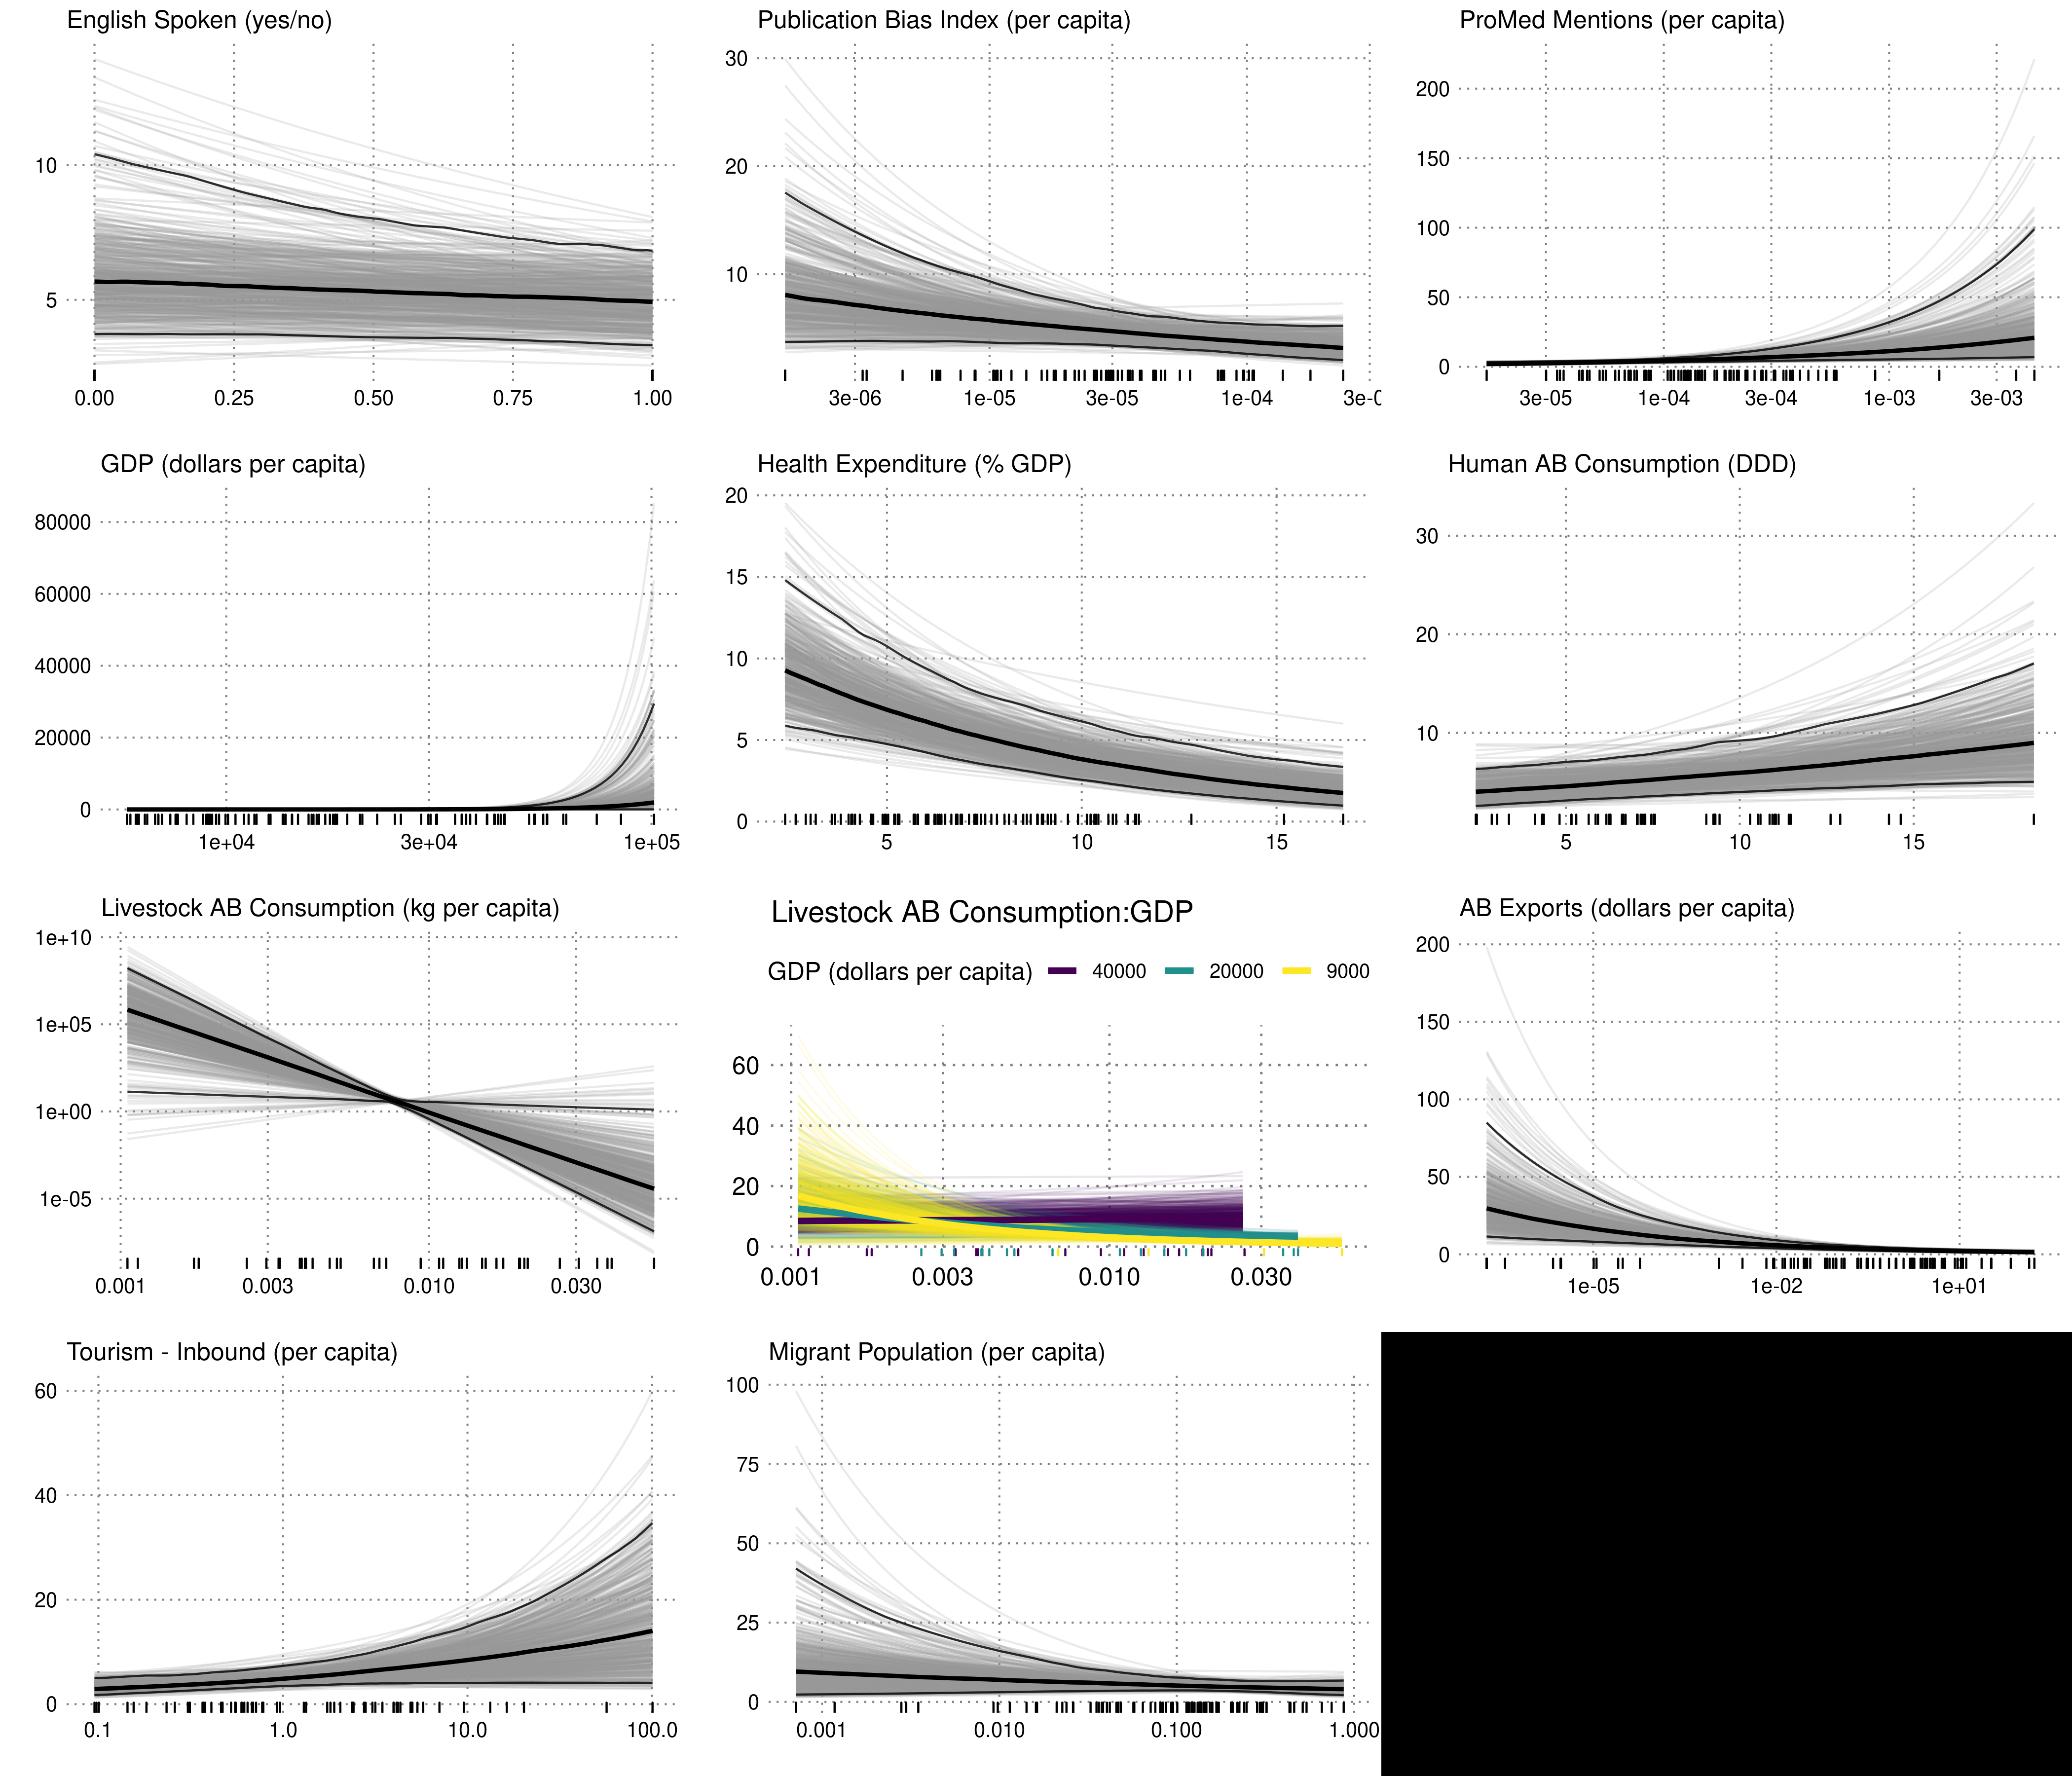 English Spoken (yes/no)
10
5
0.00 0.25 0.50 0.75 1.00
Publication Bias Index (per capita)
30
20
10
3e-06 1e-05 3e-05 1e-04 3e-0
ProMed Mentions (per capita)
200
150
100
50
0
3e-05 1e-04 3e-04 1e-03 3e-03
GDP (dollars per capita)
80000
60000
40000
20000
0
1e+04 3e+04 1e+05
Health Expenditure (% GDP)
20
15
10
5
0
5 10 15
Human AB Consumption (DDD)
30
20
10
5 10 15
Livestock AB Consumption (kg per capita)
1e+10
1e+05
1e+00
1e-05
0.001 0.003 0.010 0.030
Livestock AB Consumption:GDP
GDP (dollars per capita) 40000 20000 9000
60
40
20
0
0.001 0.003 0.010 0.030
AB Exports (dollars per capita)
200
150
100
50
0
1e-05 1e-02 1e+01
Tourism - Inbound (per capita)
60
40
20
0
0.1 1.0 10.0 100.0
Migrant Population (per capita)
100
75
50
25
0
0.001 0.010 0.100 1.000